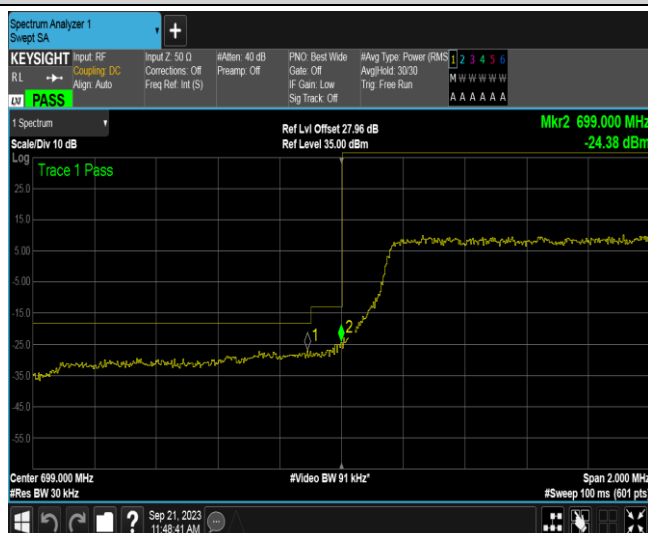 Spectrum Analyzer 1
Swept SA
+
KEYSIGHT
RL
LXI PASS
Input: RF
Coupling: DC
Align: Auto
Input Z: 50 Ω
Corrections: Off
Freq Ref: Int (S)
#Atten: 40 dB
Preamp: Off
PNO: Best Wide
Gate: Off
IF Gain: Low
Sig Track: Off
#Avg Type: Power (RMS
Avg|Hold: 30/30
Trig: Free Run
1 2 3 4 5 6
M W W W W W
A A A A A A
1 Spectrum
Scale/Div 10 dB
Ref Lvl Offset 27.96 dB
Ref Level 35.00 dBm
Mkr2 699.000 MHz
-24.38 dBm
Log
Trace 1 Pass
25.0
15.0
5.00
-5.00
-15.0
-25.0
-35.0
-45.0
-55.0
1
2
Center 699.000 MHz
#Res BW 30 kHz
#Video BW 91 kHz*
Span 2.000 MHz
#Sweep 100 ms (601 pts)
?
Sep 21, 2023
11:48:41 AM